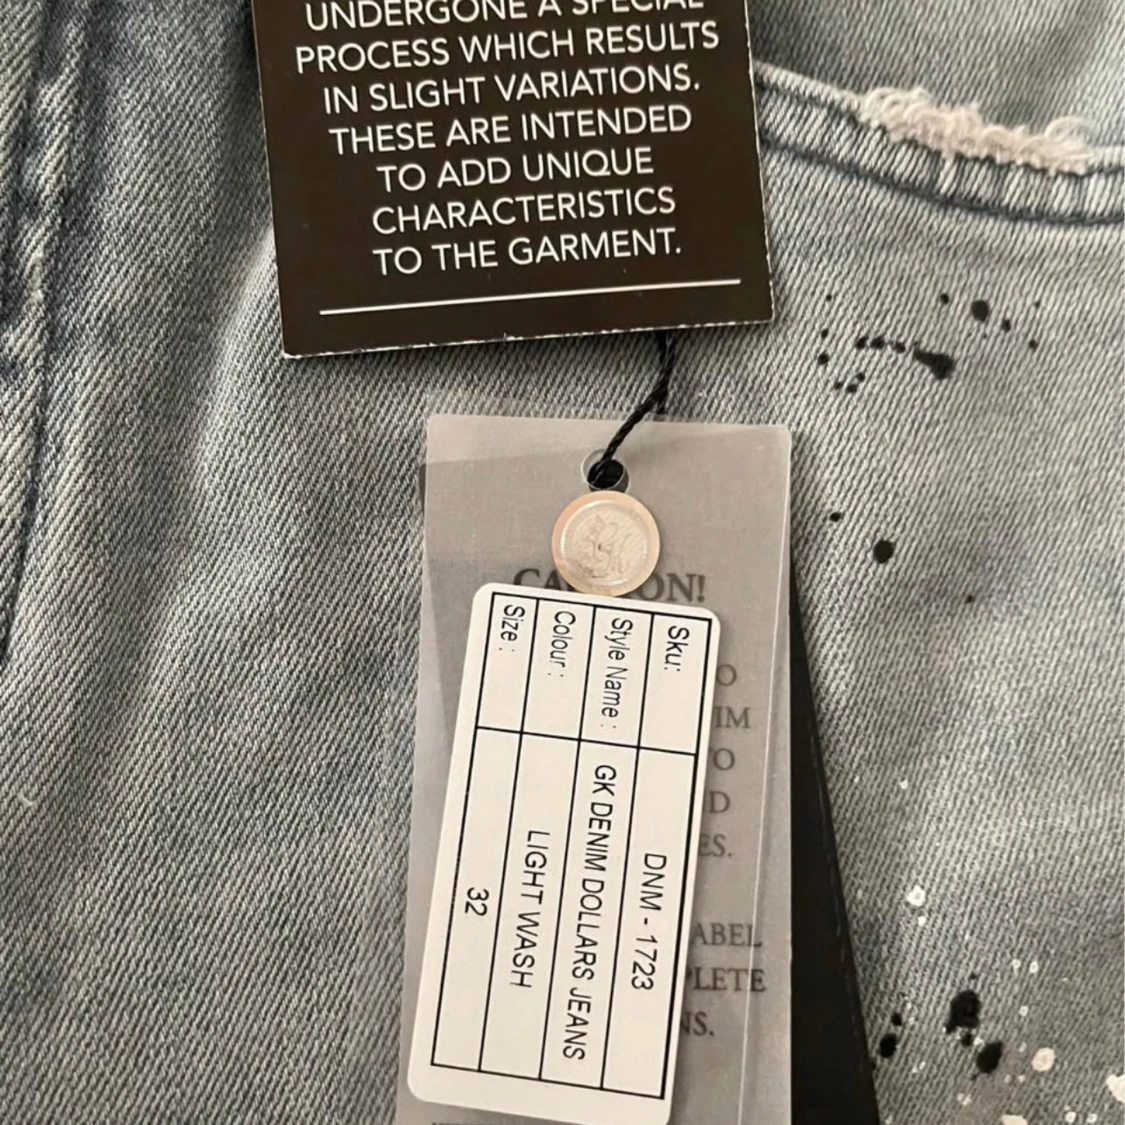 UNDERGONE A SPECIAL
PROCESS WHICH RESULTS
IN SLIGHT VARIATIONS.
THESE ARE INTENDED
TO ADD UNIQUE
CHARACTERISTICS
TO THE GARMENT.
Sku: DNM - 1723
Style Name : GK DENIM DOLLARS JEANS
Colour : LIGHT WASH
Size : 32